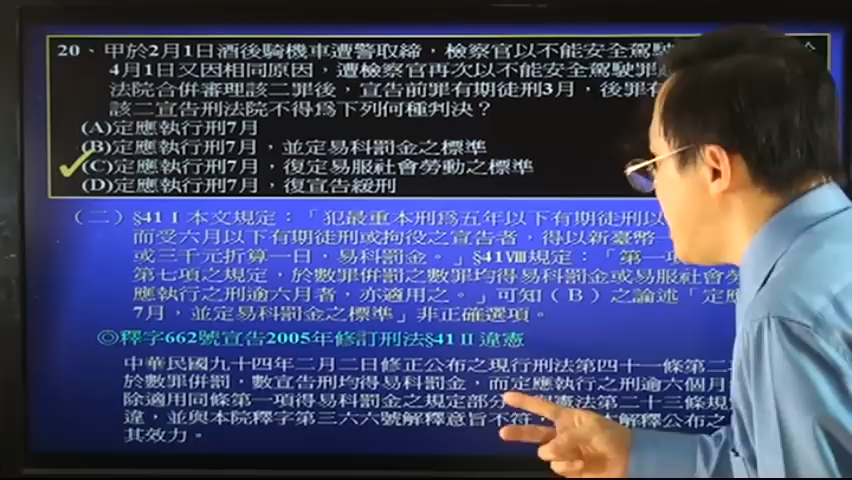 20、甲於2月1日酒後騎機車遭警取締，檢察官以不能安全駕駛
4月1日又因相同原因，遭檢察官再次以不能安全駕駛罪
法院合併審理該二罪後，宣告前罪有期徒刑3月，後罪有
該二宣告刑法院不得為下列何種判決？
(A)定應執行刑7月
(B)定應執行刑7月，並定易科罰金之標準
(C)定應執行刑7月，復定易服社會勞動之標準
(D)定應執行刑7月，復宣告緩刑
（二）§41 I 本文規定：「犯最重本刑為五年以下有期徒刑以
而受六月以下有期徒刑或拘役之宣告者，得以新臺幣一
或三千元折算一日，易科罰金。」§41Ⅷ規定：「第一項
第七項之規定，於數罪併罰之數罪均得易科罰金或易服社會勞
應執行之刑逾六月者，亦適用之。」可知（B）之論述「定應
7月，並定易科罰金之標準」非正確選項。
◎釋字662號宣告2005年修訂刑法§41 II 違憲
中華民國九十四年二月二日修正公布之現行刑法第四十一條第二
於數罪併罰，數宣告刑均得易科罰金，而定應執行之刑逾六個月
除適用同條第一項得易科罰金之規定部分 憲法第二十三條規
違，並與本院釋字第三六六號解釋意旨不符， 本解釋公布之
其效力。